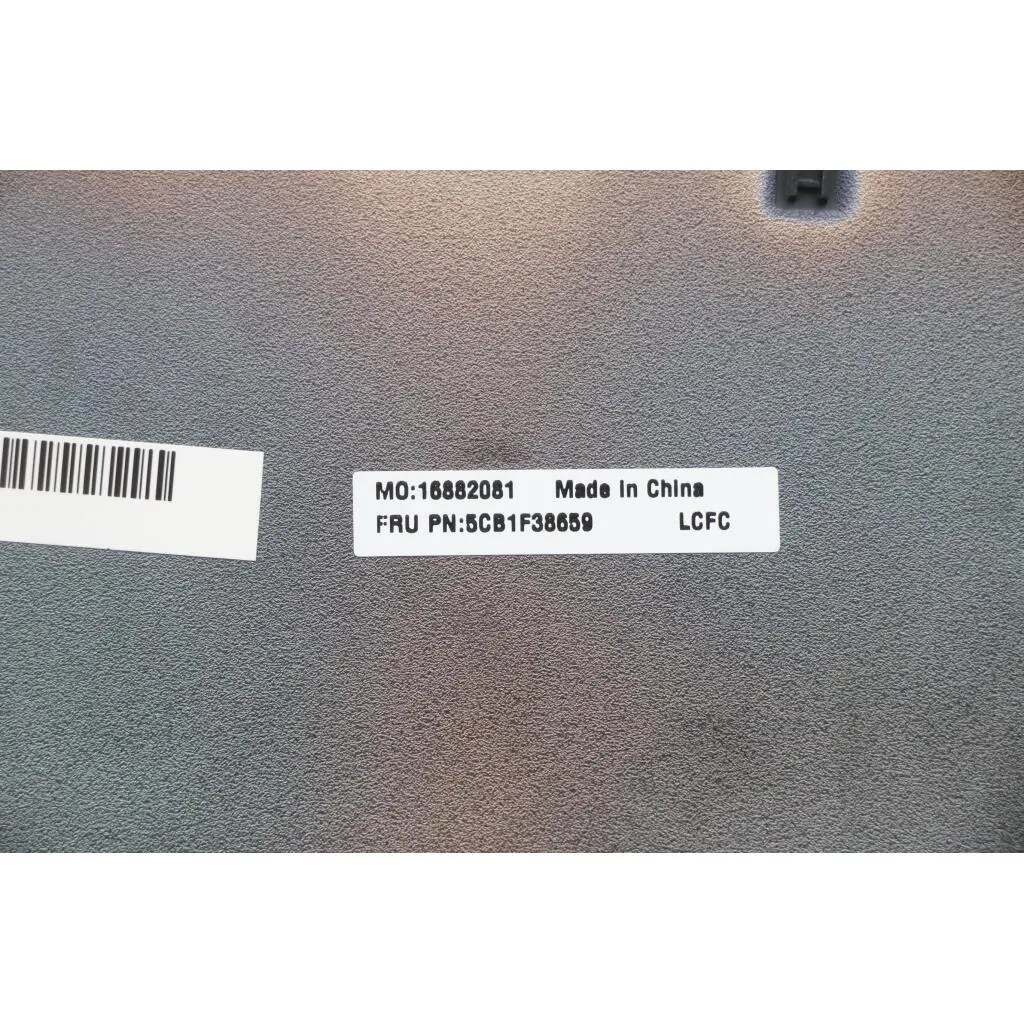 MO:16882081 Made in China
FRU PN:5CB1F38659 LCFC